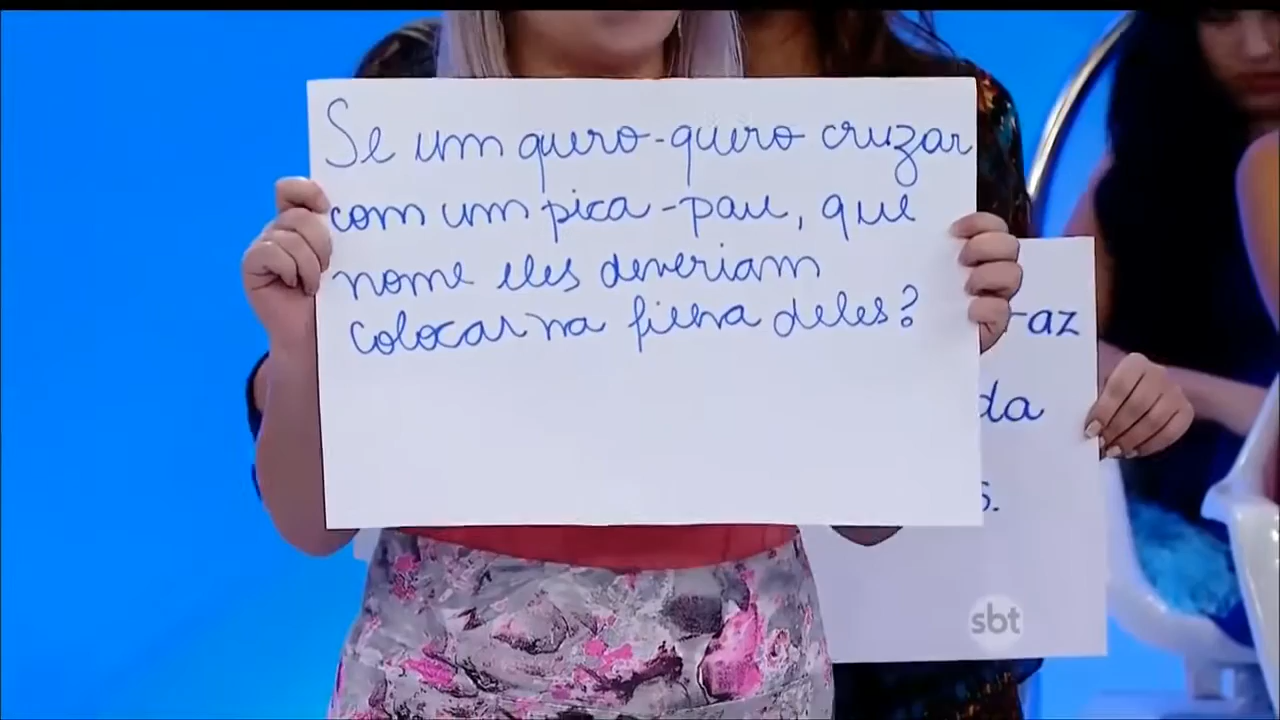 Se um quero-quero cruzar
com um pica-pau, que
nome eles deveriam
colocar na fiena deles?
az
da
s.
sbt